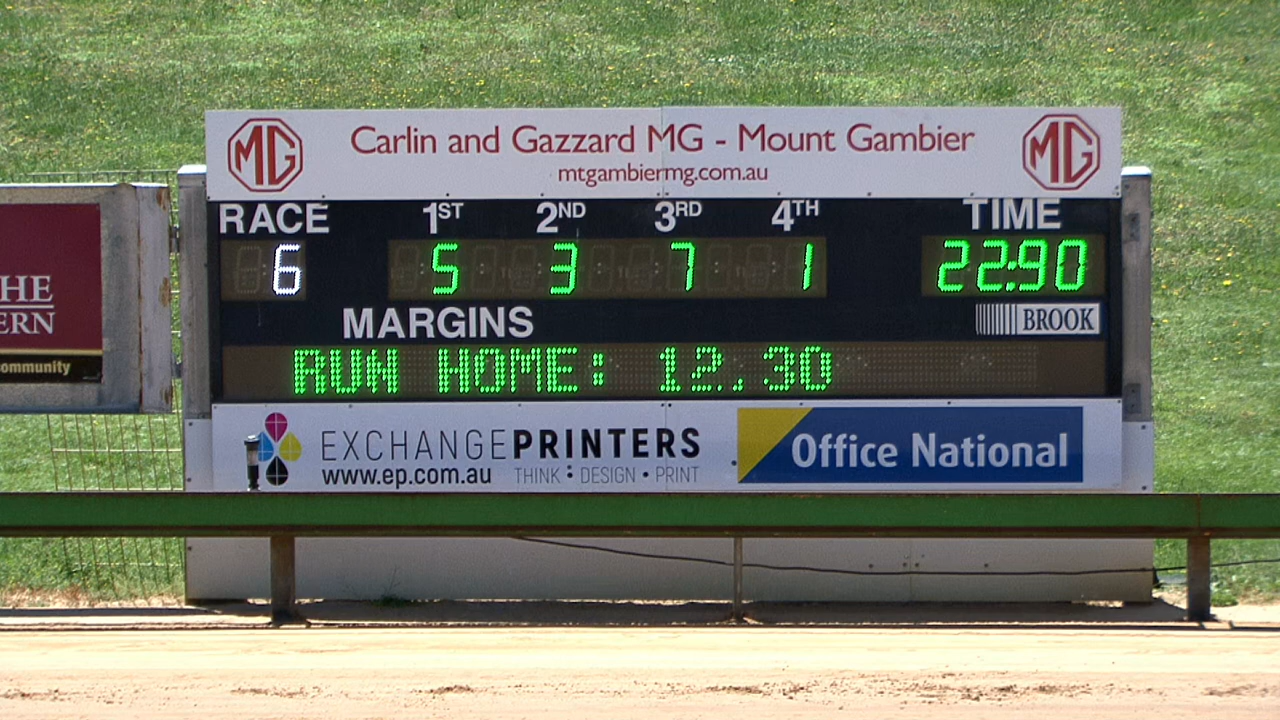 MG Carlin and Gazzard MG - Mount Gambier MG
mtgambiermg.com.au
RACE 1ST 2ND 3RD 4TH TIME
6 5 3 7 1 22:90
MARGINS BROOK
RUN HOME: 12.30
EXCHANGEPRINTERS
www.ep.com.au THINK : DESIGN • PRINT
Office National
HE
ERN
ommunity